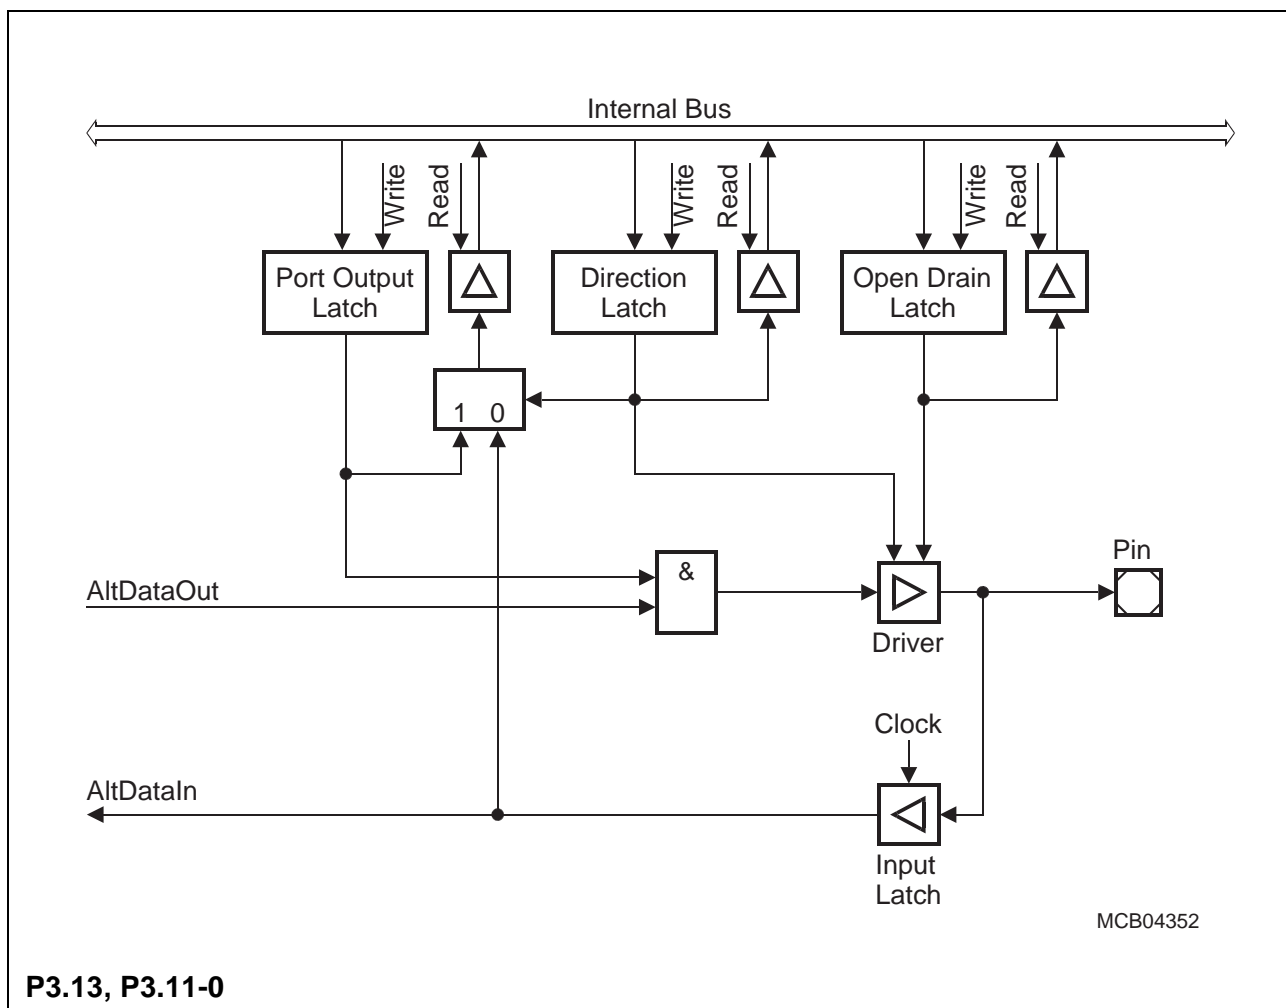 Internal Bus
Write
Read
Write
Read
Write
Read
Port Output
Latch
Direction
Latch
Open Drain
Latch
1 0
&
Pin
AltDataOut
Driver
Clock
AltDataIn
Input
Latch
MCB04352
P3.13, P3.11-0